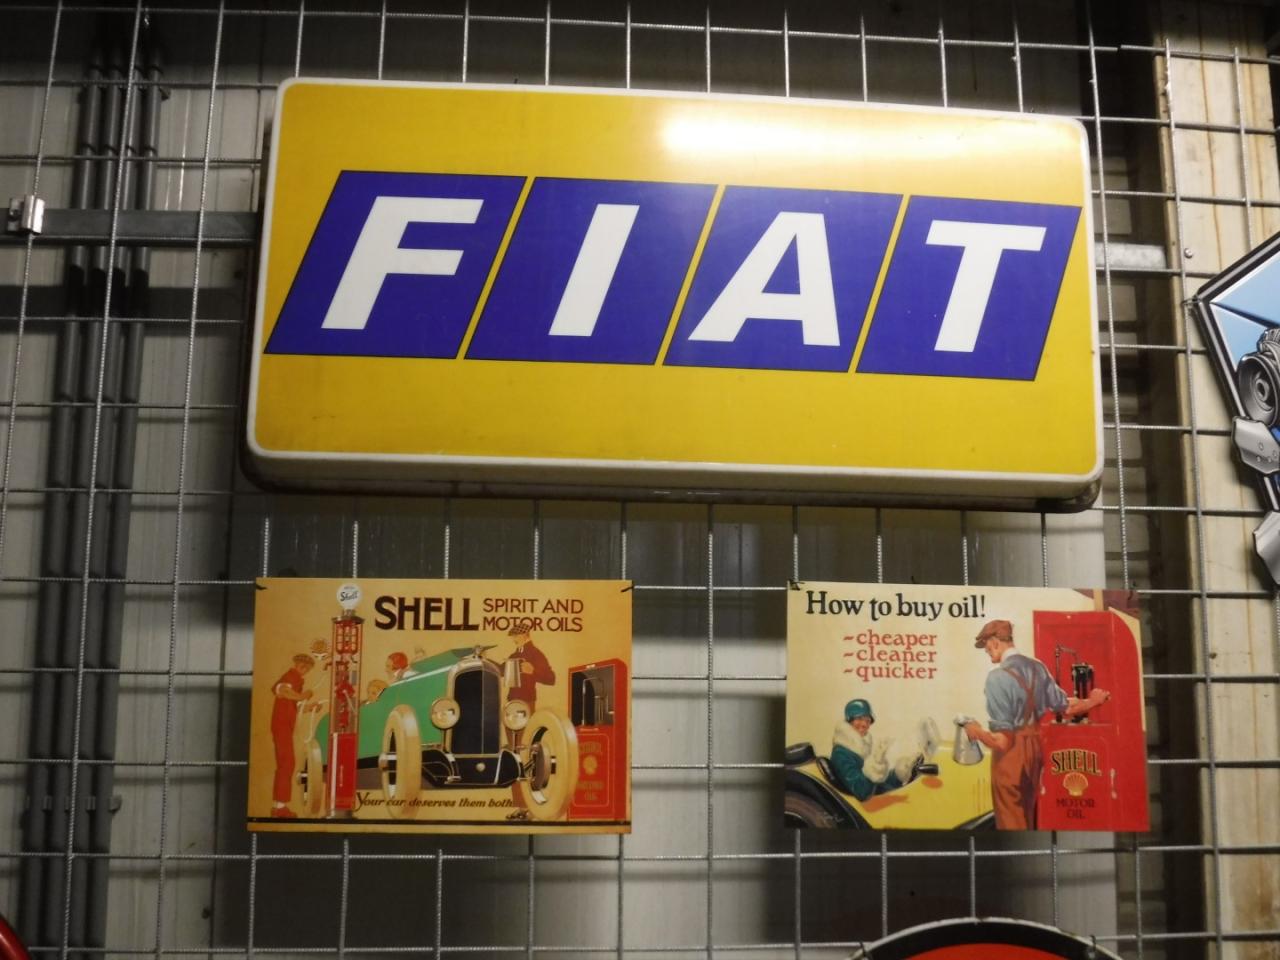 FIAT
Shell
SHELL SPIRIT AND
MOTOR OILS
Your car deserves them both
How to buy oil!
-cheaper
-cleaner
-quicker
SHELL
MOTOR
OIL